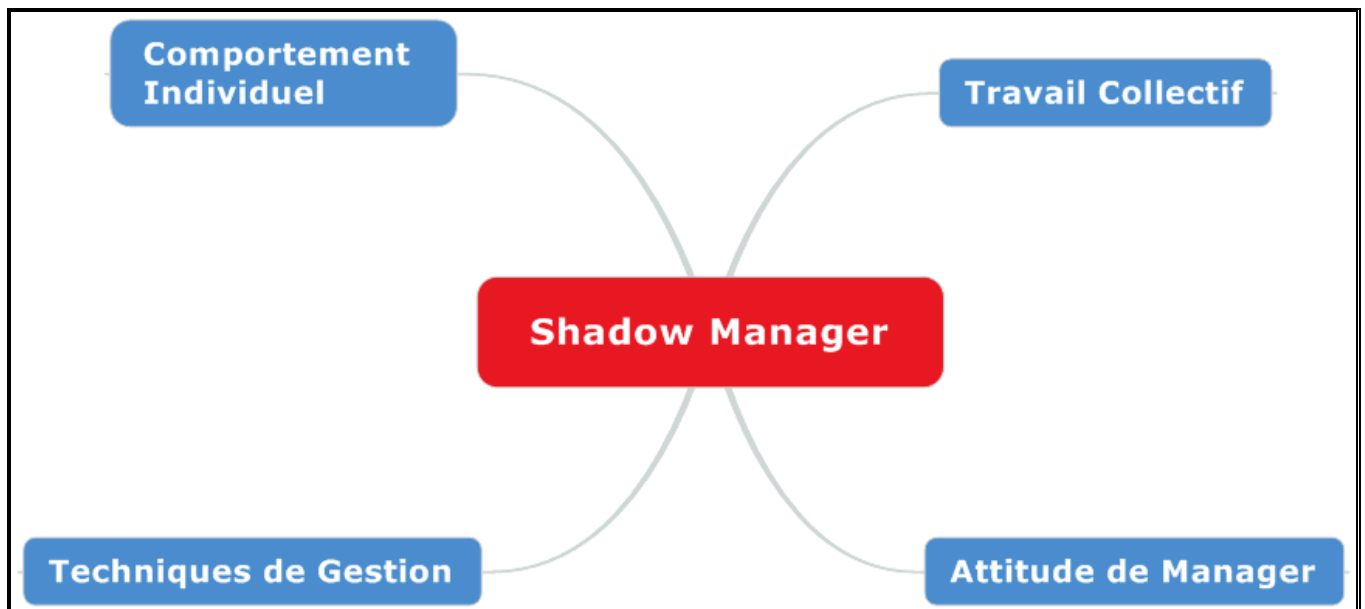 Comportement
Individuel
Travail Collectif
Shadow Manager
Techniques de Gestion
Attitude de Manager